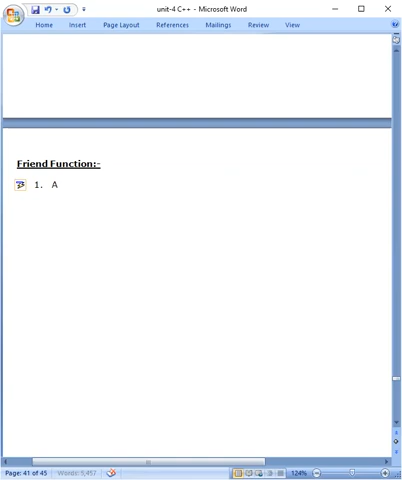 unit-4 C++ - Microsoft Word
Home Insert Page Layout References Mailings Review View
Friend Function:-
1. A
Page: 41 of 45 Words: 9,457 124%